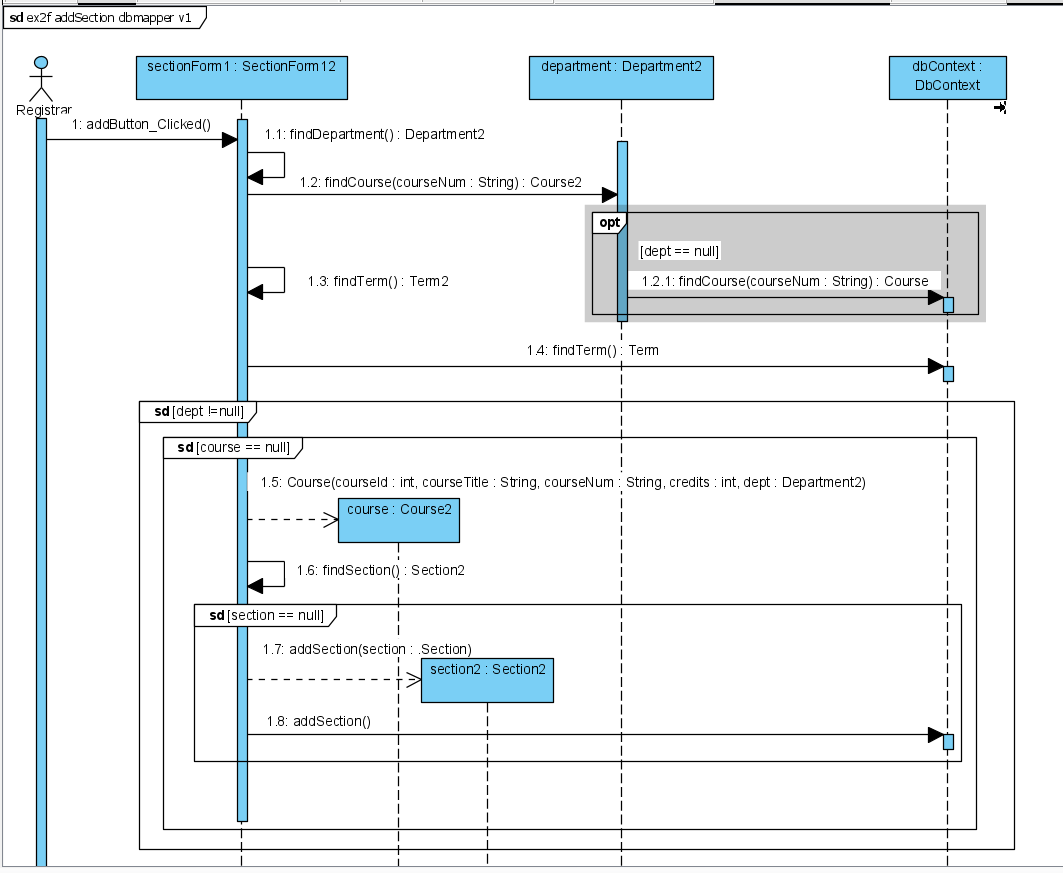 sd ex2f addSection dbmapper v1
sectionForm1 : SectionForm12
department : Department2
dbContext :
DbContext
Registrar
1: addButton_Clicked()
1.1: findDepartment() : Department2
1.2: findCourse(courseNum : String) : Course2
opt
[dept == null]
1.2.1: findCourse(courseNum : String) : Course
1.3: findTerm() : Term2
1.4: findTerm() : Term
sd [dept !=null]
sd [course == null]
1.5: Course(courseId : int, courseTitle : String, courseNum : String, credits : int, dept : Department2)
course : Course2
1.6: findSection() : Section2
sd [section == null]
1.7: addSection(section : .Section)
section2 : Section2
1.8: addSection()